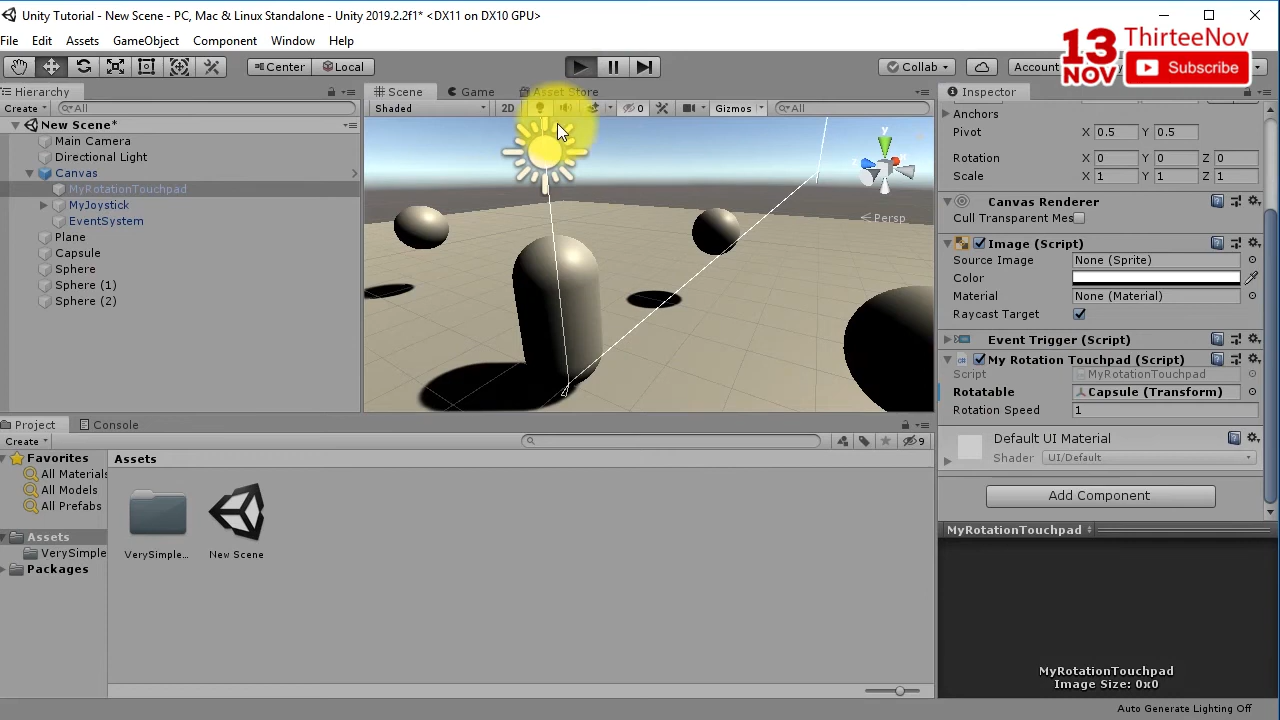 Unity Tutorial - New Scene - PC, Mac & Linux Standalone - Unity 2019.2.2f1* <DX11 on DX10 GPU>
File Edit Assets GameObject Component Window Help
Center Local Collab Account
13 NOV
ThirteeNov
Subscribe
Hierarchy
Create All
New Scene*
Main Camera
Directional Light
Canvas
MyRotationTouchpad
MyJoystick
EventSystem
Plane
Capsule
Sphere
Sphere (1)
Sphere (2)
Scene Game Asset Store
Shaded 2D 0 Gizmos All
y
Persp
Inspector
Anchors
Pivot X 0.5 Y 0.5
Rotation X 0 Y 0 Z 0
Scale X 1 Y 1 Z 1
Canvas Renderer
Cull Transparent Mes
Image (Script)
Source Image None (Sprite)
Color
Material None (Material)
Raycast Target
Event Trigger (Script)
My Rotation Touchpad (Script)
Script MyRotationTouchpad
Rotatable Capsule (Transform)
Rotation Speed 1
Default UI Material
Shader UI/Default
Add Component
MyRotationTouchpad
MyRotationTouchpad
Image Size: 0x0
Project Console
Create 9
Favorites
All Materials
All Models
All Prefabs
Assets
VerySimple
Packages
Assets
VerySimple...
New Scene
Auto Generate Lighting Off